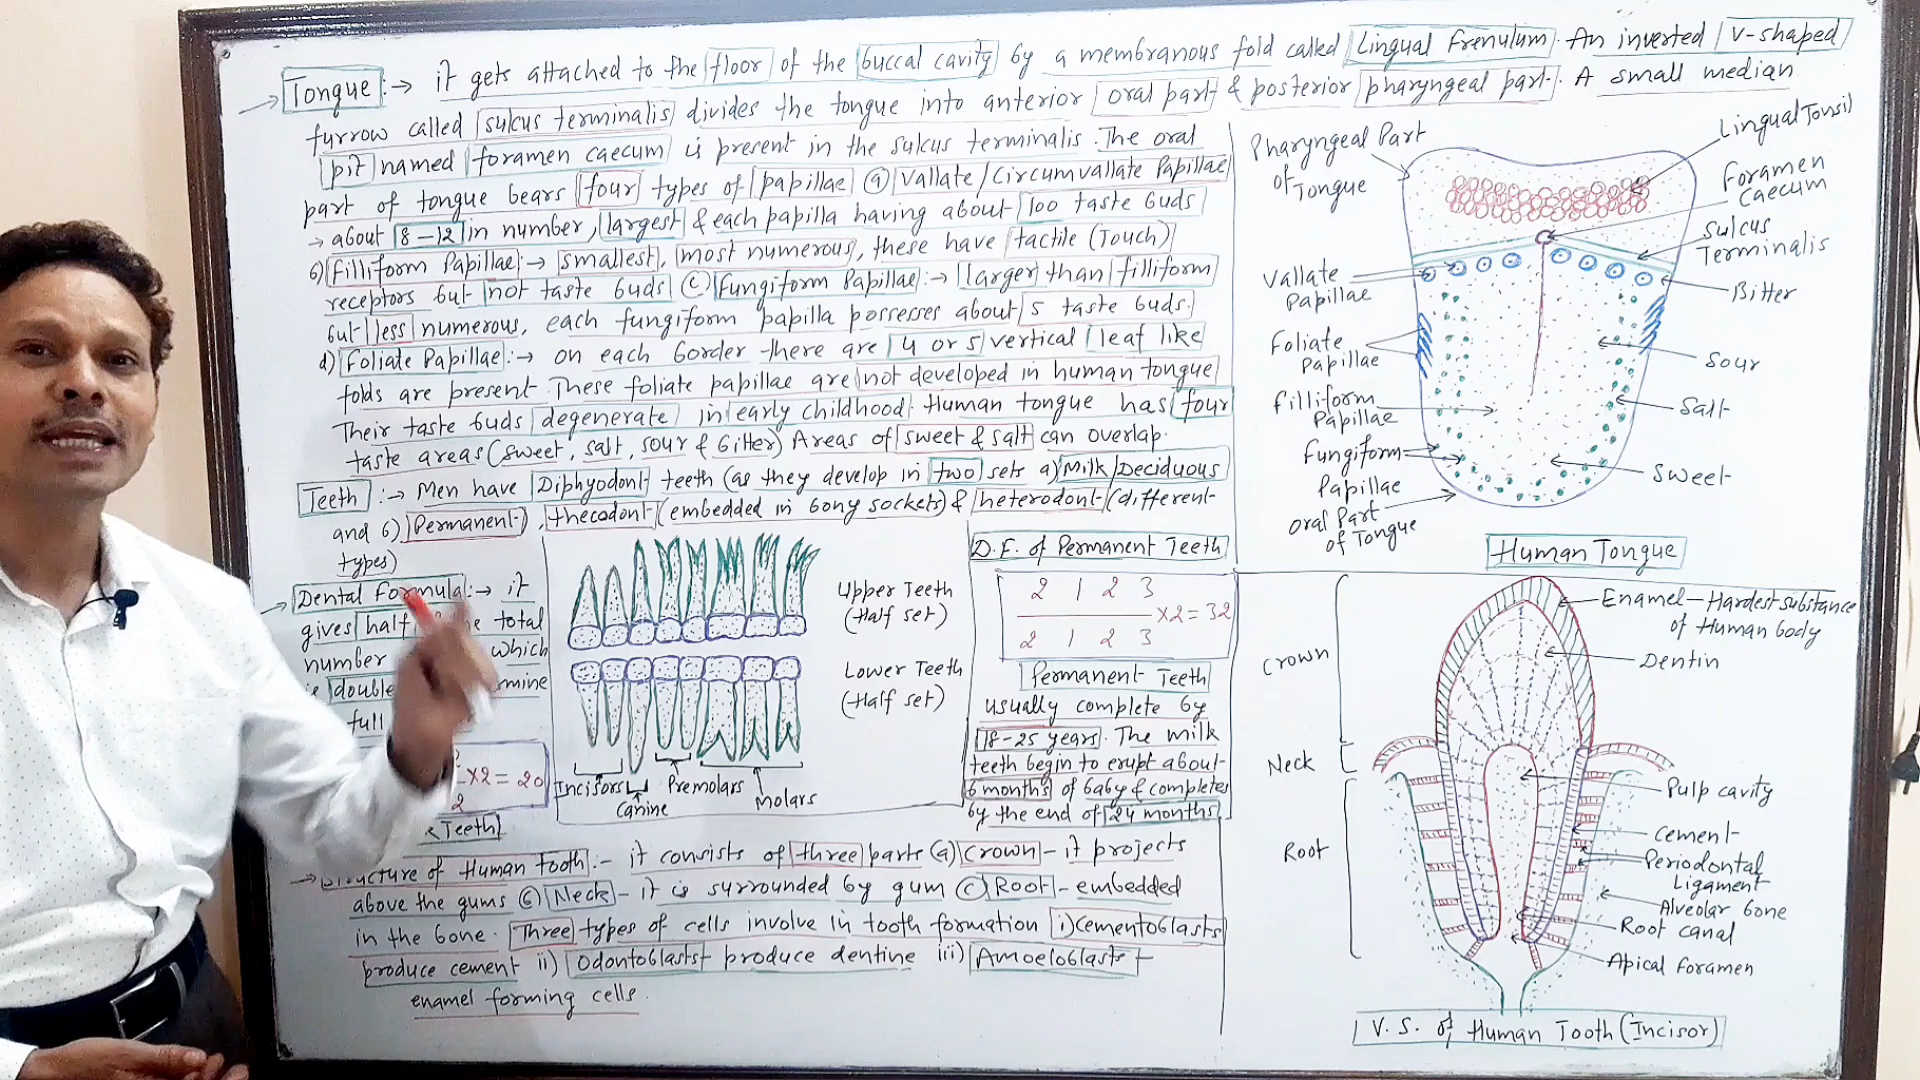 Tongue :→ it gets attached to the floor of the buccal cavity by a membranous fold called Lingual Frenulum. An inverted V-shaped
furrow called sulcus terminalis divides the tongue into anterior oral part & posterior pharyngeal part. A small median
pit named foramen caecum is present in the sulcus terminalis. The oral
part of tongue bears four types of papillae a) Vallate/Circumvallate Papillae
→ about 8-12 in number, largest & each papilla having about 100 taste buds
b) Filliform Papillae:→ smallest, most numerous, these have tactile (Touch)
receptors but not taste buds c) Fungiform Papillae:→ larger than filliform
but less numerous, each fungiform papilla possesses about 5 taste buds.
d) Foliate Papillae:→ on each border there are 4 or 5 vertical leaf like
folds are present. These foliate papillae are not developed in human tongue
Their taste buds degenerate in early childhood. Human tongue has four
taste areas (sweet, salt, sour & bitter) Areas of sweet & salt can overlap.
Teeth :→ Men have Diphyodont teeth (as they develop in two sets a) Milk/Deciduous
and b) Permanent), thecodont (embedded in bony sockets) & heterodont (different
types)
Dental formula:→ it
gives half the total
number which
double mine
full
×2= 20
2
Teeth)
Upper Teeth
(Half set)
Lower Teeth
(Half set)
Incisors
Canine
Premolars
Molars
D.F. of Permanent Teeth
2 1 2 3
×2=32
2 1 2 3
Permanent Teeth
usually complete by
18-25 years. The milk
teeth begin to erupt about
6 months of baby & completes
by the end of 24 months.
Structure of Human Tooth:- it consists of three parts (a) Crown - it projects
above the gums (b) Neck - it is surrounded by gum (c) Root - embedded
in the bone. Three types of cells involve in tooth formation i) Cementoblasts
produce cement ii) Odontoblasts produce dentine iii) Amoeloblasts -
enamel forming cells.
Pharyngeal Part
of Tongue
Lingual Tonsil
Foramen
Caecum
Sulcus
Terminalis
Vallate
Papillae
Bitter
Foliate
Papillae
Sour
Filliform
Papillae
Salt
Fungiform
Papillae
Sweet
Oral Part
of Tongue
Human Tongue
Enamel - Hardest substance
of Human body
Dentin
Crown
Neck
Pulp cavity
Cement
Root
Periodontal
Ligament
Alveolar bone
Root canal
Apical foramen
V. S. of Human Tooth (Incisor)